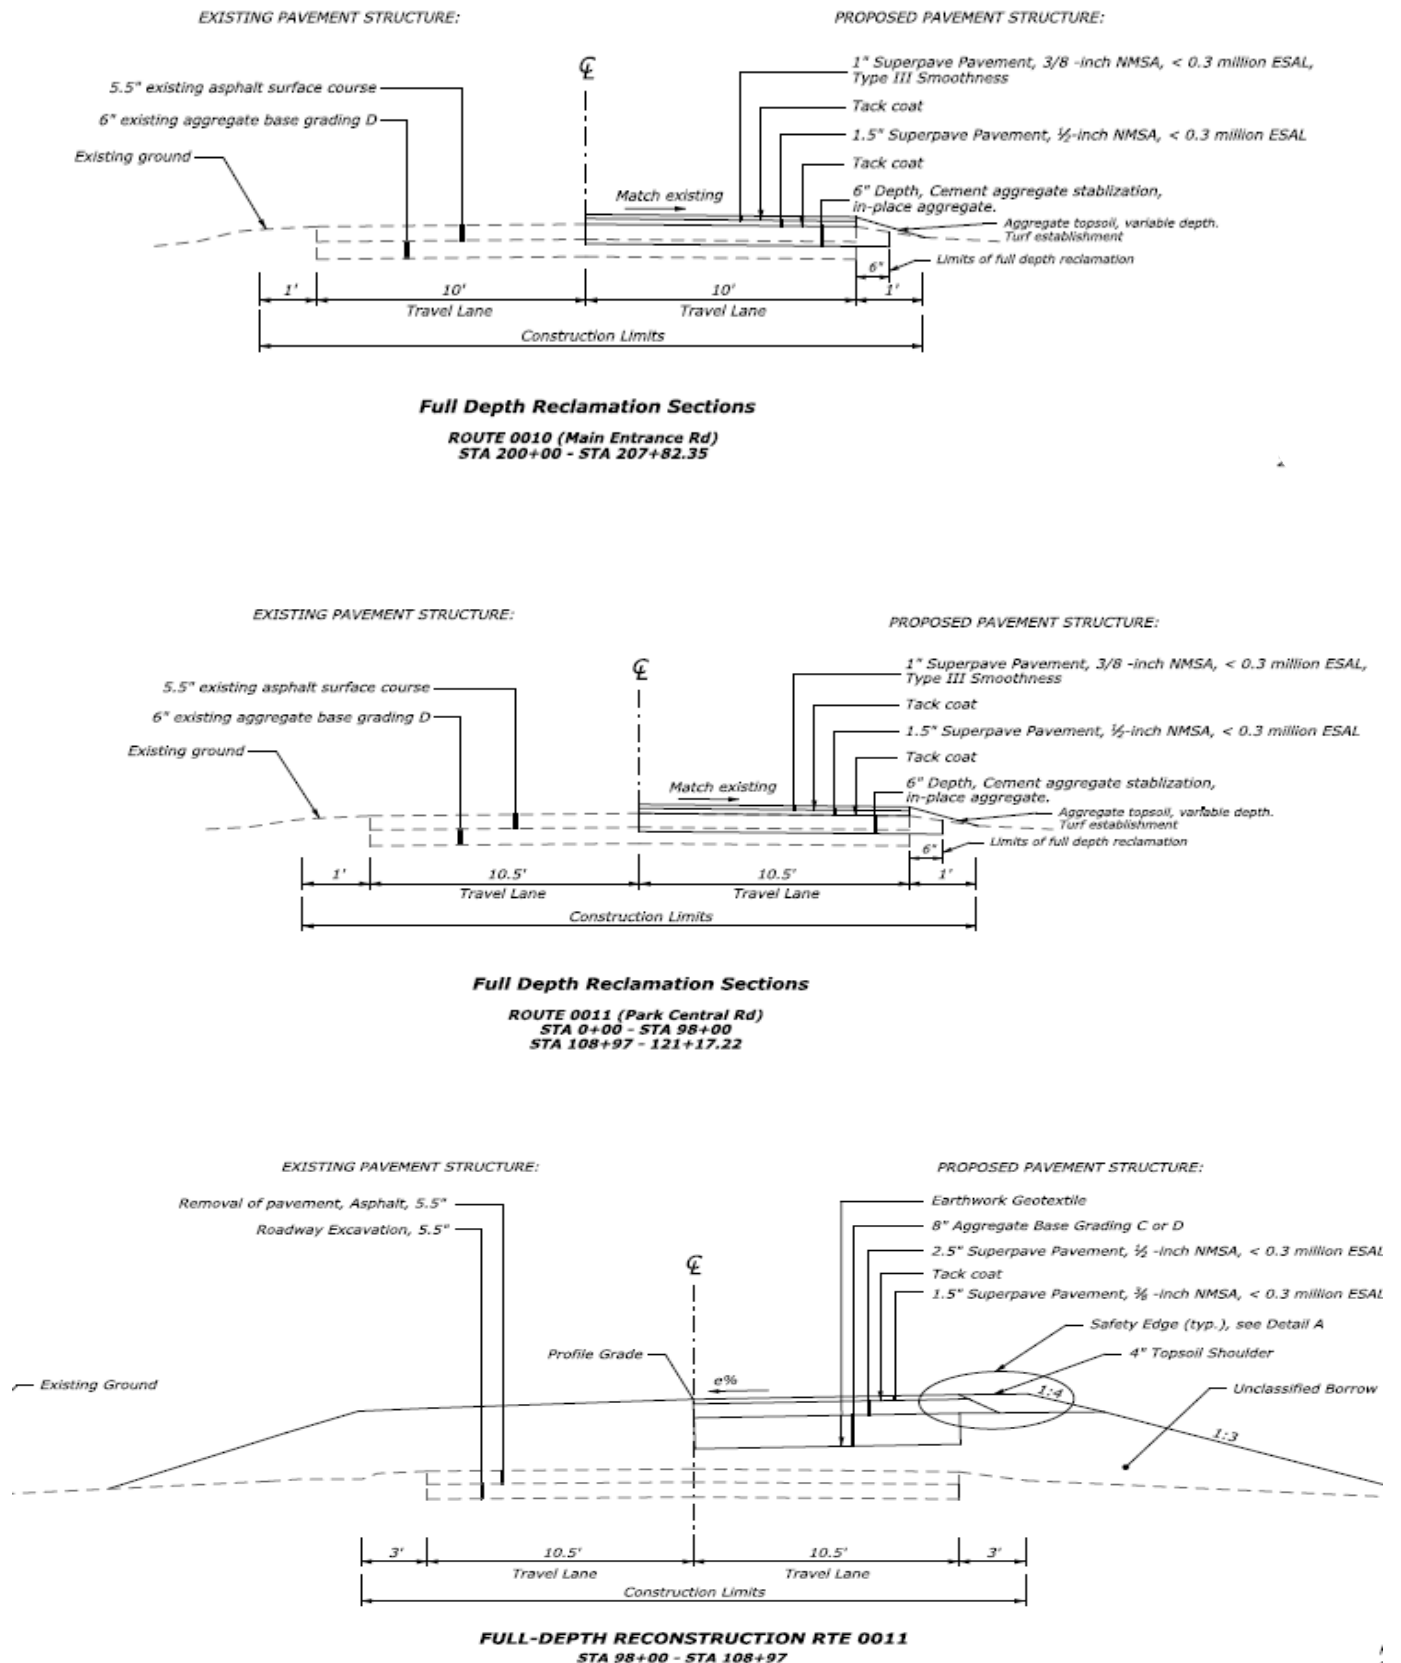 EXISTING PAVEMENT STRUCTURE:
PROPOSED PAVEMENT STRUCTURE:
℄
5.5" existing asphalt surface course
6" existing aggregate base grading D
Existing ground
1" Superpave Pavement, 3/8 -inch NMSA, < 0.3 million ESAL,
Type III Smoothness
Tack coat
1.5" Superpave Pavement, ½-inch NMSA, < 0.3 million ESAL
Tack coat
6" Depth, Cement aggregate stablization,
in-place aggregate.
Match existing
Aggregate topsoil, variable depth.
Turf establishment
Limits of full depth reclamation
6"
1'
10'
10'
1'
Travel Lane
Travel Lane
Construction Limits
Full Depth Reclamation Sections
ROUTE 0010 (Main Entrance Rd)
STA 200+00 - STA 207+82.35
EXISTING PAVEMENT STRUCTURE:
PROPOSED PAVEMENT STRUCTURE:
℄
5.5" existing asphalt surface course
6" existing aggregate base grading D
Existing ground
1" Superpave Pavement, 3/8 -inch NMSA, < 0.3 million ESAL,
Type III Smoothness
Tack coat
1.5" Superpave Pavement, ½-inch NMSA, < 0.3 million ESAL
Tack coat
6" Depth, Cement aggregate stablization,
in-place aggregate.
Match existing
Aggregate topsoil, variable depth.
Turf establishment
Limits of full depth reclamation
6"
1'
10.5'
10.5'
1'
Travel Lane
Travel Lane
Construction Limits
Full Depth Reclamation Sections
ROUTE 0011 (Park Central Rd)
STA 0+00 - STA 98+00
STA 108+97 - 121+17.22
EXISTING PAVEMENT STRUCTURE:
PROPOSED PAVEMENT STRUCTURE:
Removal of pavement, Asphalt, 5.5"
Roadway Excavation, 5.5"
Earthwork Geotextile
8" Aggregate Base Grading C or D
2.5" Superpave Pavement, ½ -inch NMSA, < 0.3 million ESAL
Tack coat
1.5" Superpave Pavement, ⅜ -inch NMSA, < 0.3 million ESAL
℄
Safety Edge (typ.), see Detail A
Profile Grade
4" Topsoil Shoulder
e%
Existing Ground
1:4
Unclassified Borrow
1:3
3'
10.5'
10.5'
3'
Travel Lane
Travel Lane
Construction Limits
FULL-DEPTH RECONSTRUCTION RTE 0011
STA 98+00 - STA 108+97